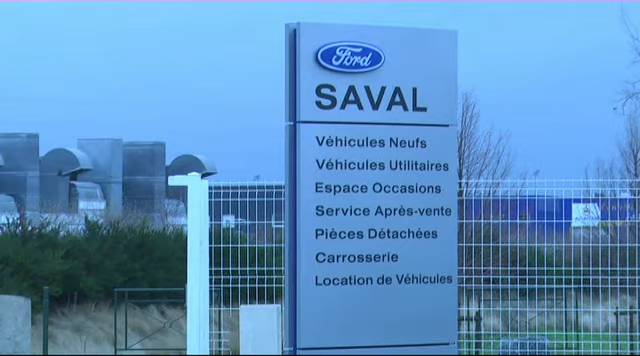 Ford
SAVAL
Véhicules Neufs
Véhicules Utilitaires
Espace Occasions
Service Après-vente
Pièces Détachées
Carrosserie
Location de Véhicules